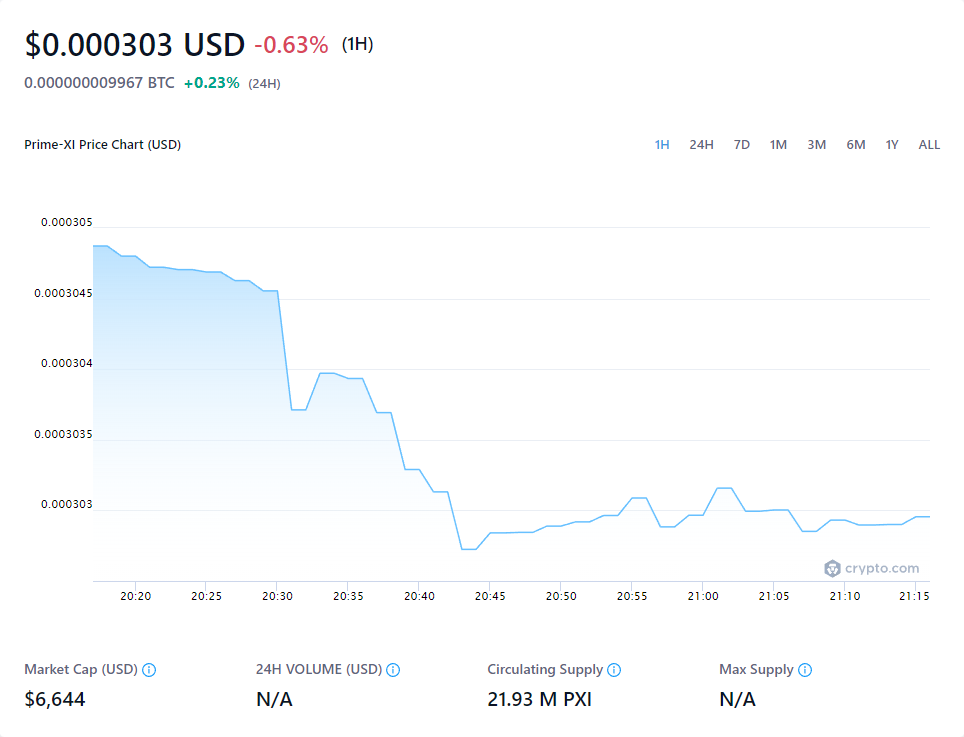 $0.000303 USD -0.63% (1H)
0.000000009967 BTC +0.23% (24H)
Prime-XI Price Chart (USD)
1H 24H 7D 1M 3M 6M 1Y ALL
0.000305
0.0003045
0.000304
0.0003035
0.000303
crypto.com
20:20 20:25 20:30 20:35 20:40 20:45 20:50 20:55 21:00 21:05 21:10 21:15
Market Cap (USD) 24H VOLUME (USD) Circulating Supply Max Supply
$6,644 N/A 21.93 M PXI N/A